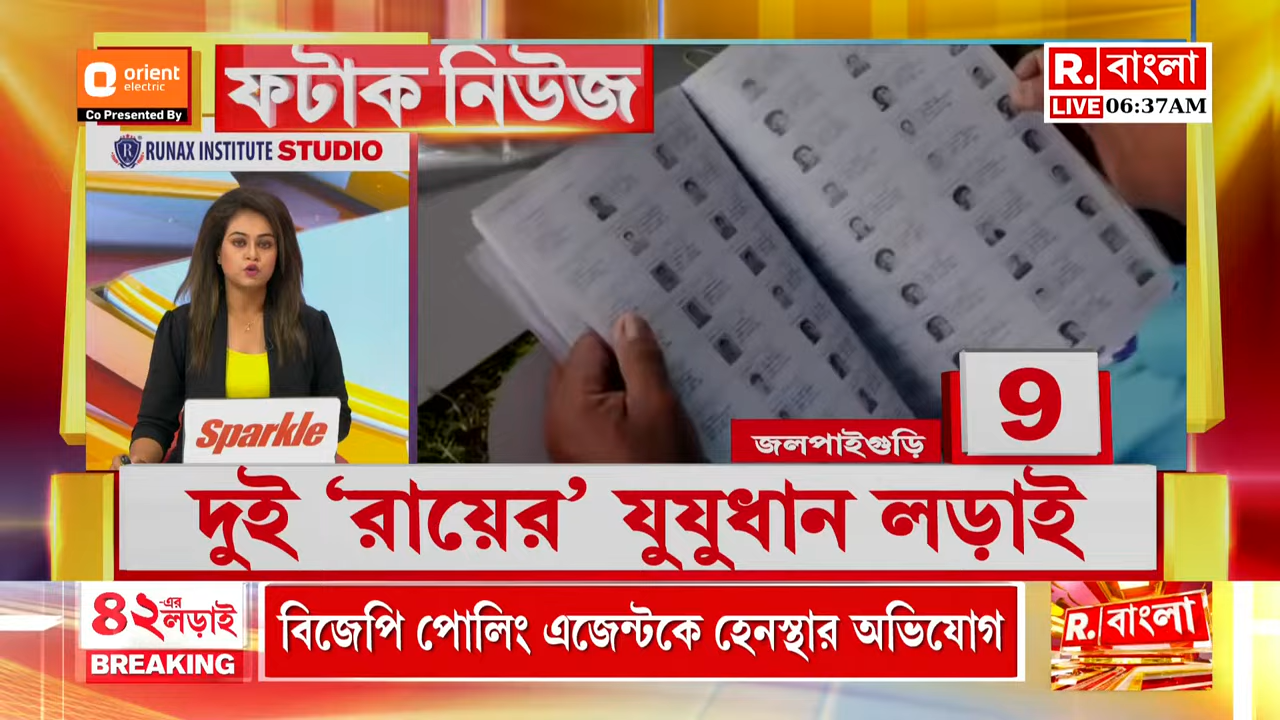 orient
electric
Co Presented By
ফটাফ নিউজ
R. বাংলা
LIVE 06:37AM
RUNAX INSTITUTE STUDIO
Sparkle
9
জলপাইগুড়ি
দুই ‘রায়ের’ যুযুধান লড়াই
৪২-এর লড়াই
BREAKING
বিজেপি পোলিং এজেন্টকে হেনস্থার অভিযোগ
R. বাংলা